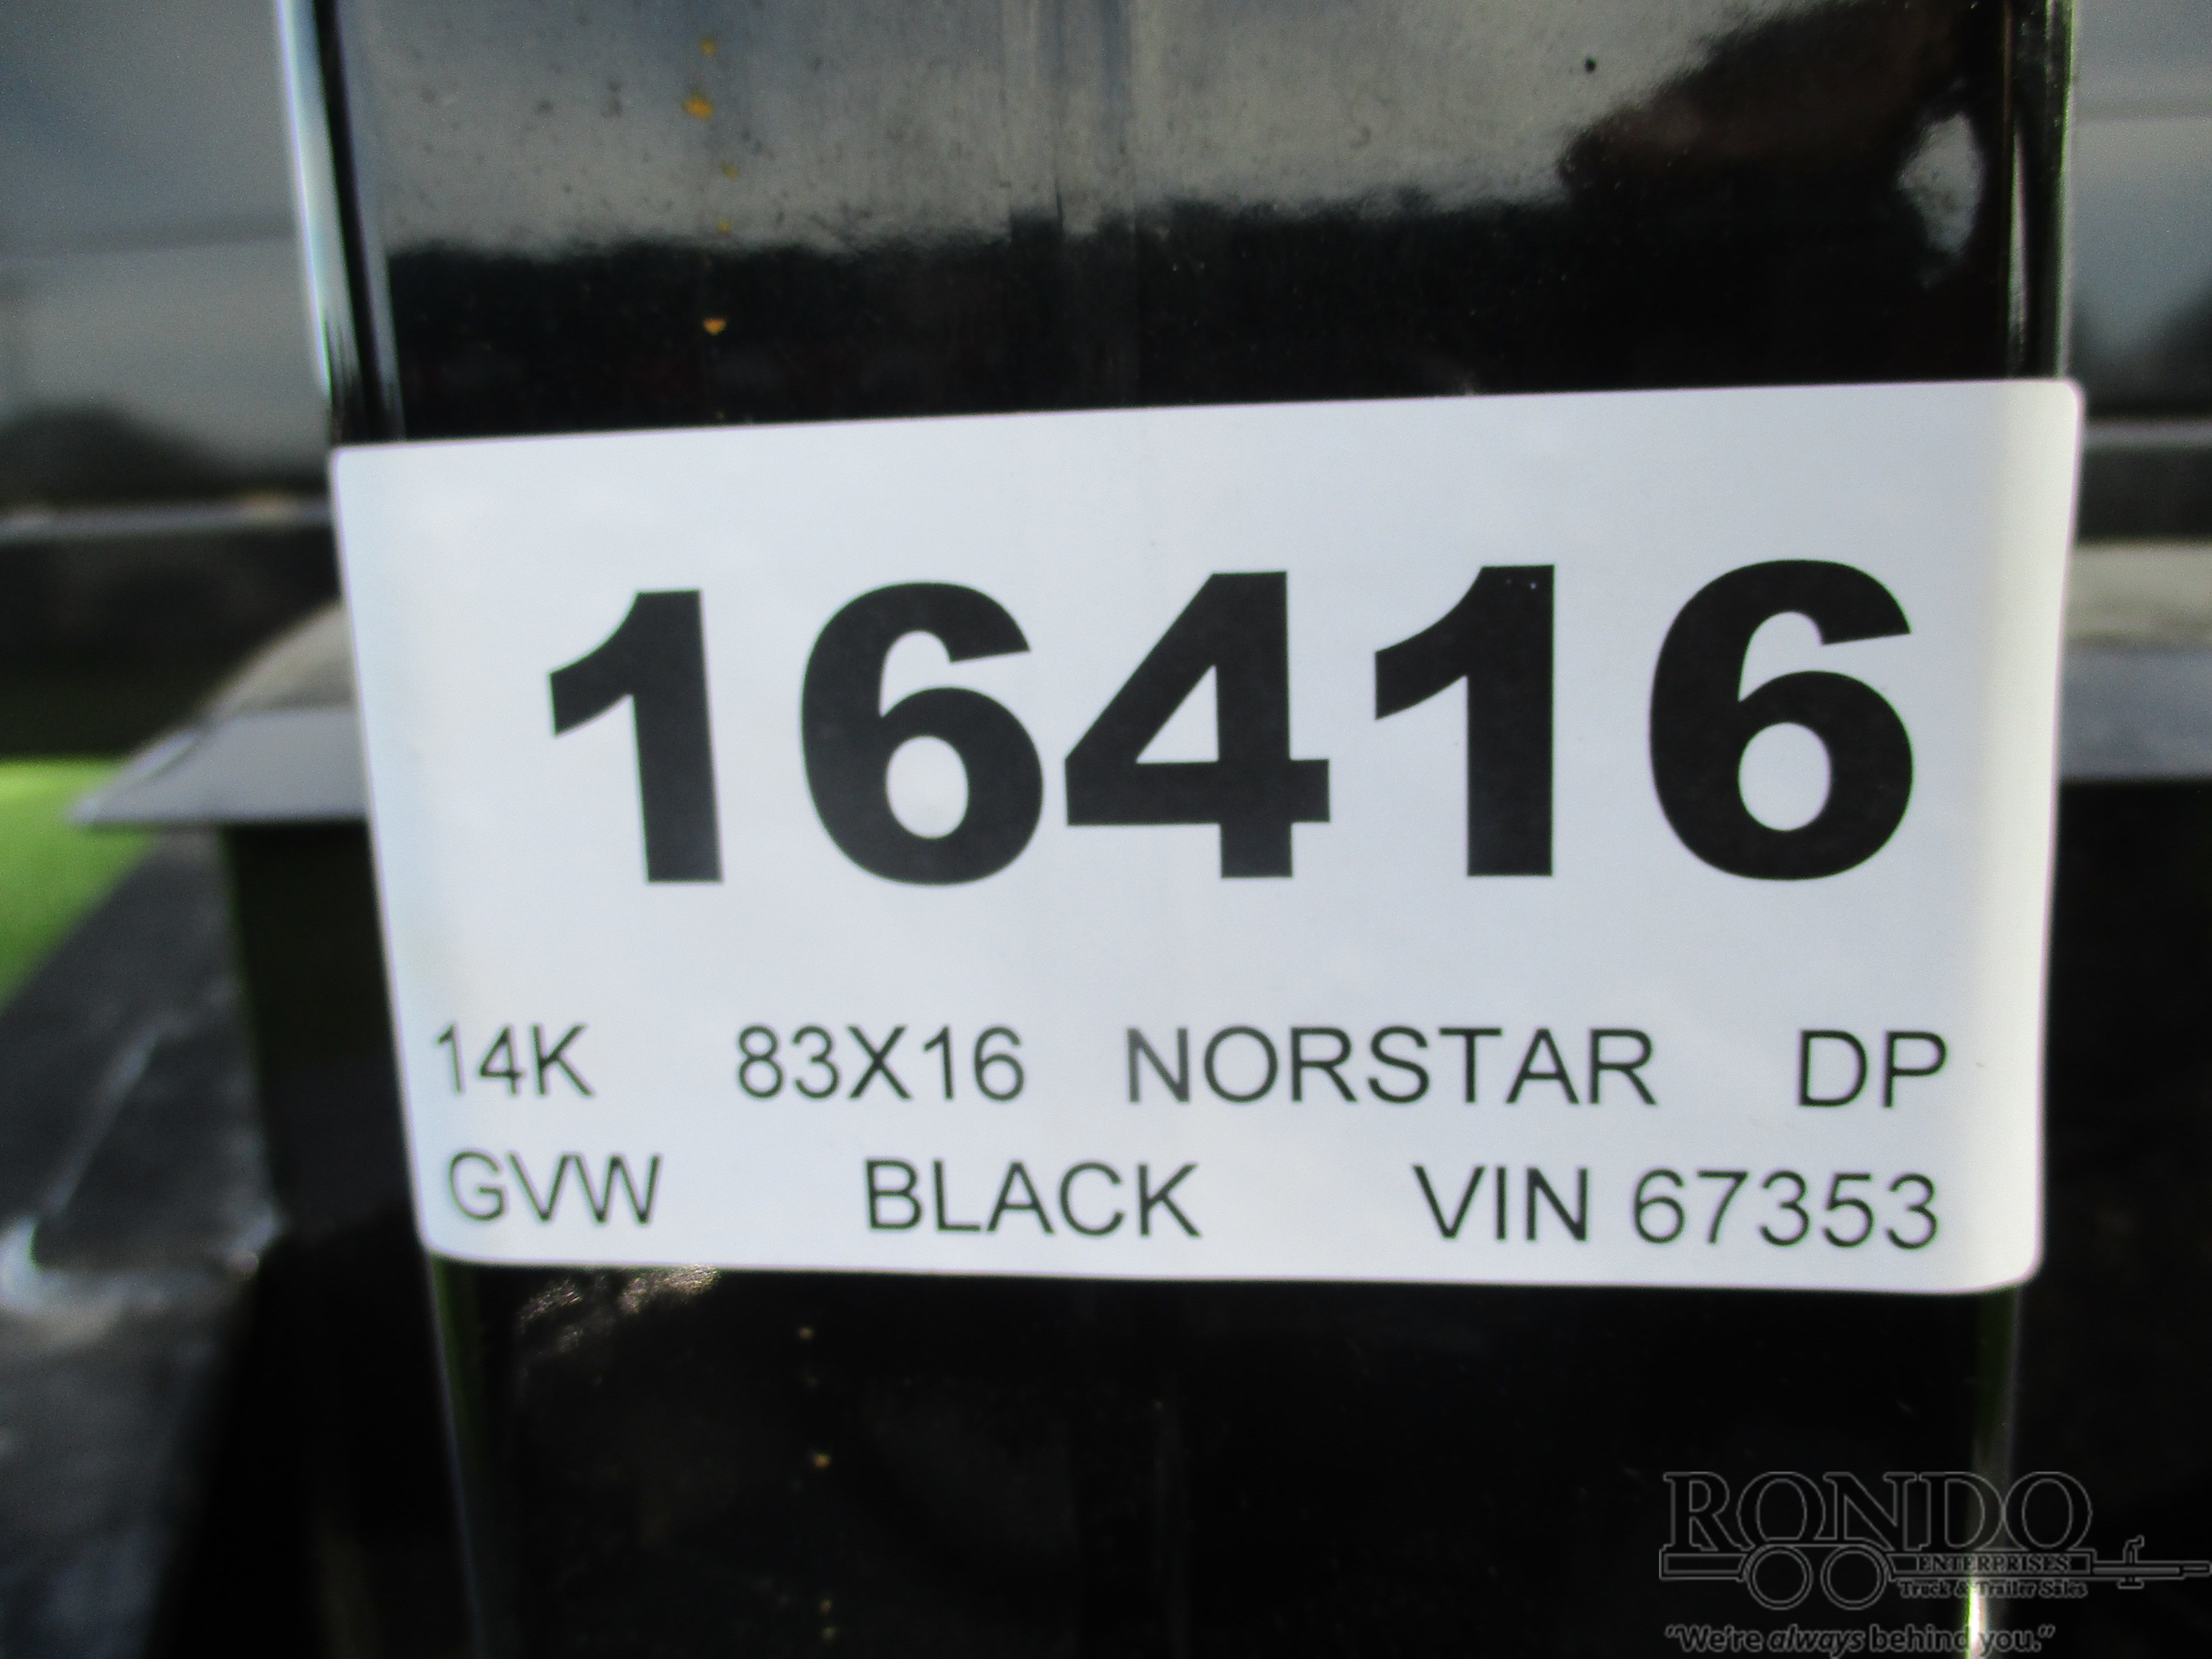 16416
14K 83X16 NORSTAR DP
GVW BLACK VIN 67353
RONDO
ENTERPRISES
Truck & Trailer Sales
"We're always behind you."